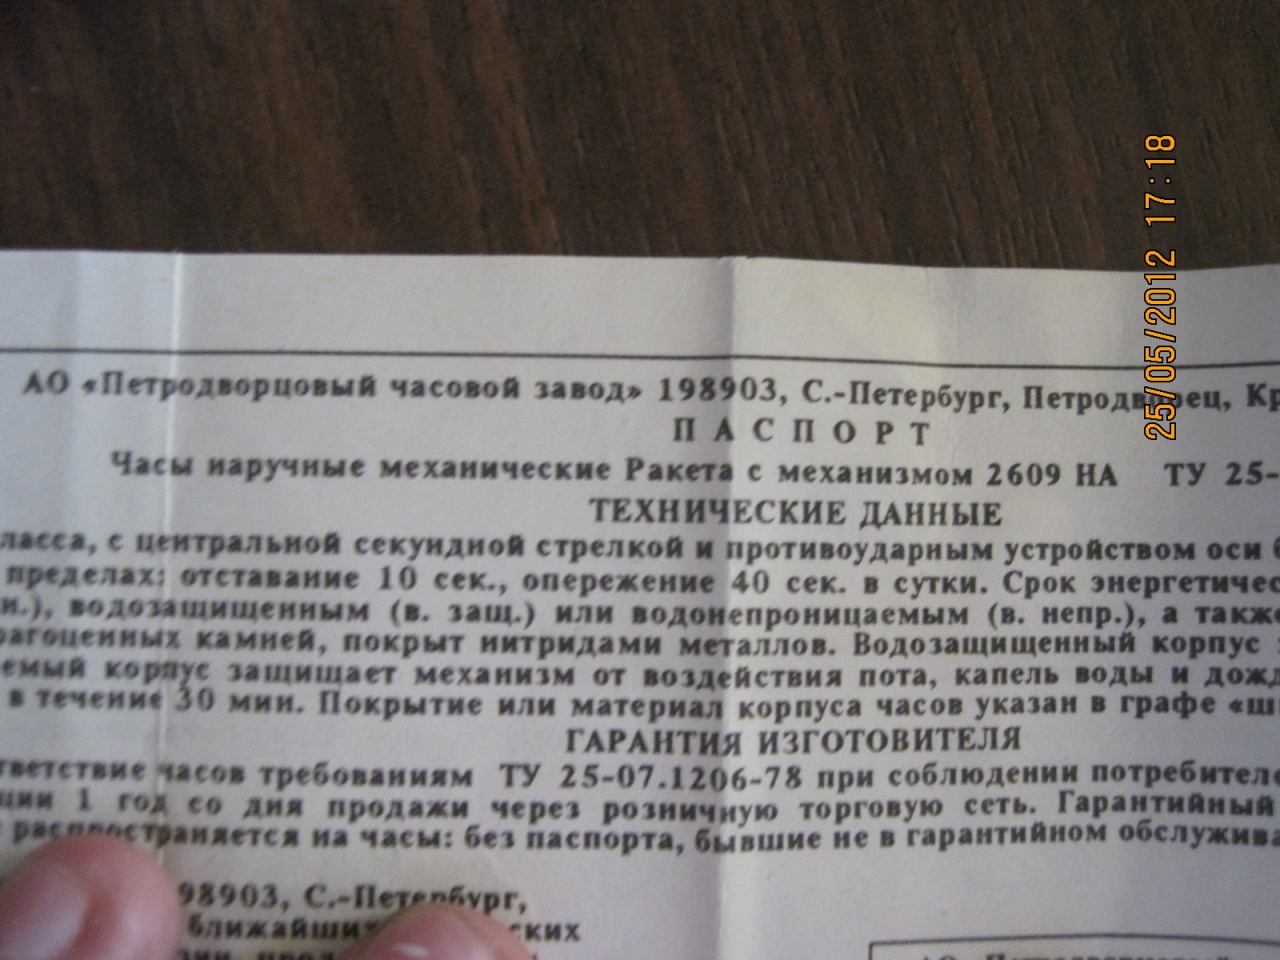 АО «Петродворцовый часовой завод» 198903, С.-Петербург, Петродворец, Кр
ПАСПОРТ
Часы наручные механические Ракета с механизмом 2609 НА ТУ 25-
ТЕХНИЧЕСКИЕ ДАННЫЕ
ласса, с центральной секундной стрелкой и противоударным устройством оси б
пределах: отставание 10 сек., опережение 40 сек. в сутки. Срок энергетичес
н.), водозащищенным (в. защ.) или водонепроницаемым (в. непр.), а также
рагоценных камней, покрыт нитридами металлов. Водозащищенный корпус
емый корпус защищает механизм от воздействия пота, капель воды и дожд
в течение 30 мин. Покрытие или материал корпуса часов указан в графе «ш
ГАРАНТИЯ ИЗГОТОВИТЕЛЯ
тветствие часов требованиям ТУ 25-07.1206-78 при соблюдении потребителе
ции 1 год со дня продажи через розничную торговую сеть. Гарантийный
распространяется на часы: без паспорта, бывшие не в гарантийном обслужива
98903, С.-Петербург,
ближайших ских
25/05/2012 17:18